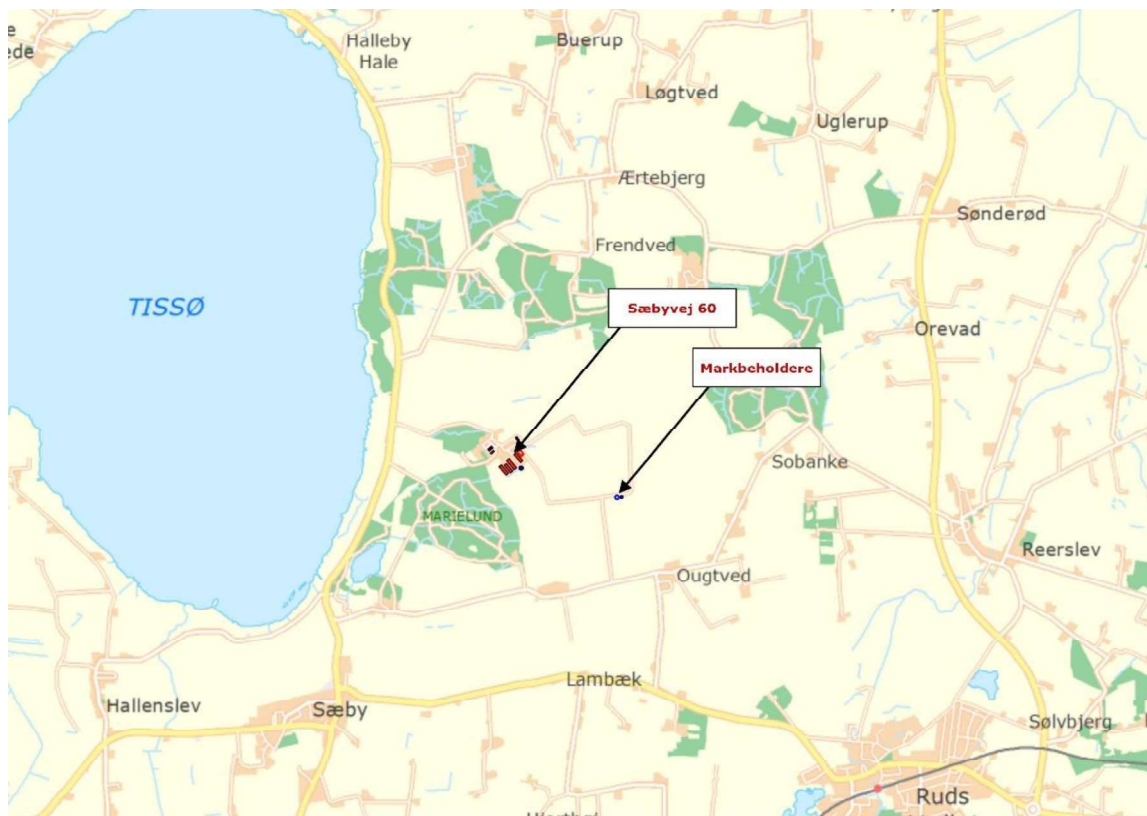 Halleby
Hale
Buerup
Løgtved
Uglerup
Ærtebjerg
Sønderød
Frendved
TISSØ
Sæbyvej 60
Orevad
Markbeholdere
Sobanke
MARIELUND
Reerslev
Ougtved
Lambæk
Hallenslev
Sæby
Sølvbjerg
Ruds